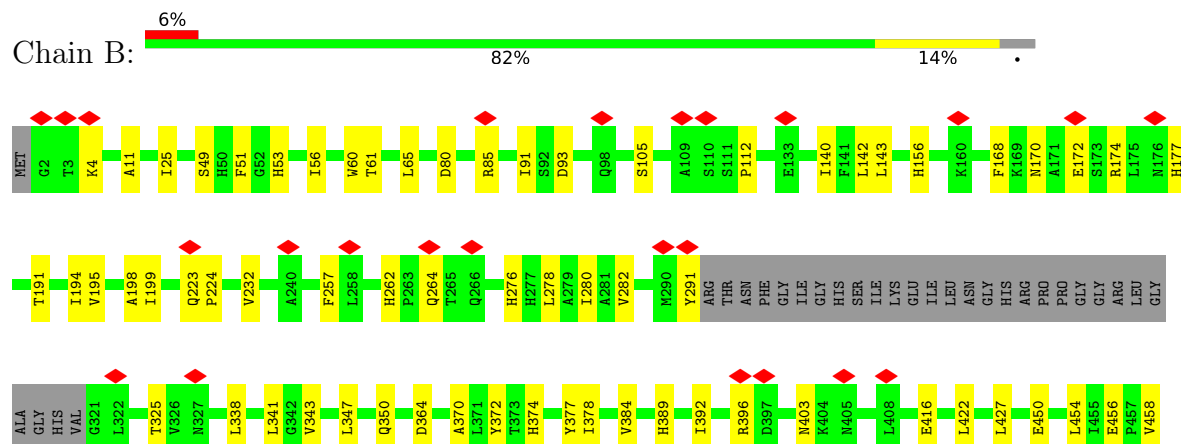 6%
Chain B:
82% 14% •
MET G2 T3 K4 A11 I25 S49 H50 F51 G52 H53 I56 W60 T61 L65 D80 R85 I91 S92 D93 Q98 S105 A109 S110 S111 P112 E133 I140 F141 L142 L143 H156 K160 F168 K169 N170 A171 E172 S173 R174 L175 N176 H177
T191 I194 V195 A198 I199 Q223 P224 V232 A240 F257 L258 H262 P263 Q264 T265 Q266 H276 H277 L278 A279 I280 A281 V282 M290 Y291 ARG THR ASN PHE GLY ILE GLY HIS SER ILE LYS GLU ILE LEU ASN GLY HIS ARG PRO PRO GLY GLY ARG LEU GLY
ALA GLY HIS VAL G321 L322 T325 V326 N327 L338 L341 G342 V343 L347 Q350 D364 A370 L371 Y372 T373 H374 Y377 I378 V384 H389 I392 R396 D397 N403 K404 N405 L408 E416 L422 L427 E450 L454 I455 E456 P457 V458